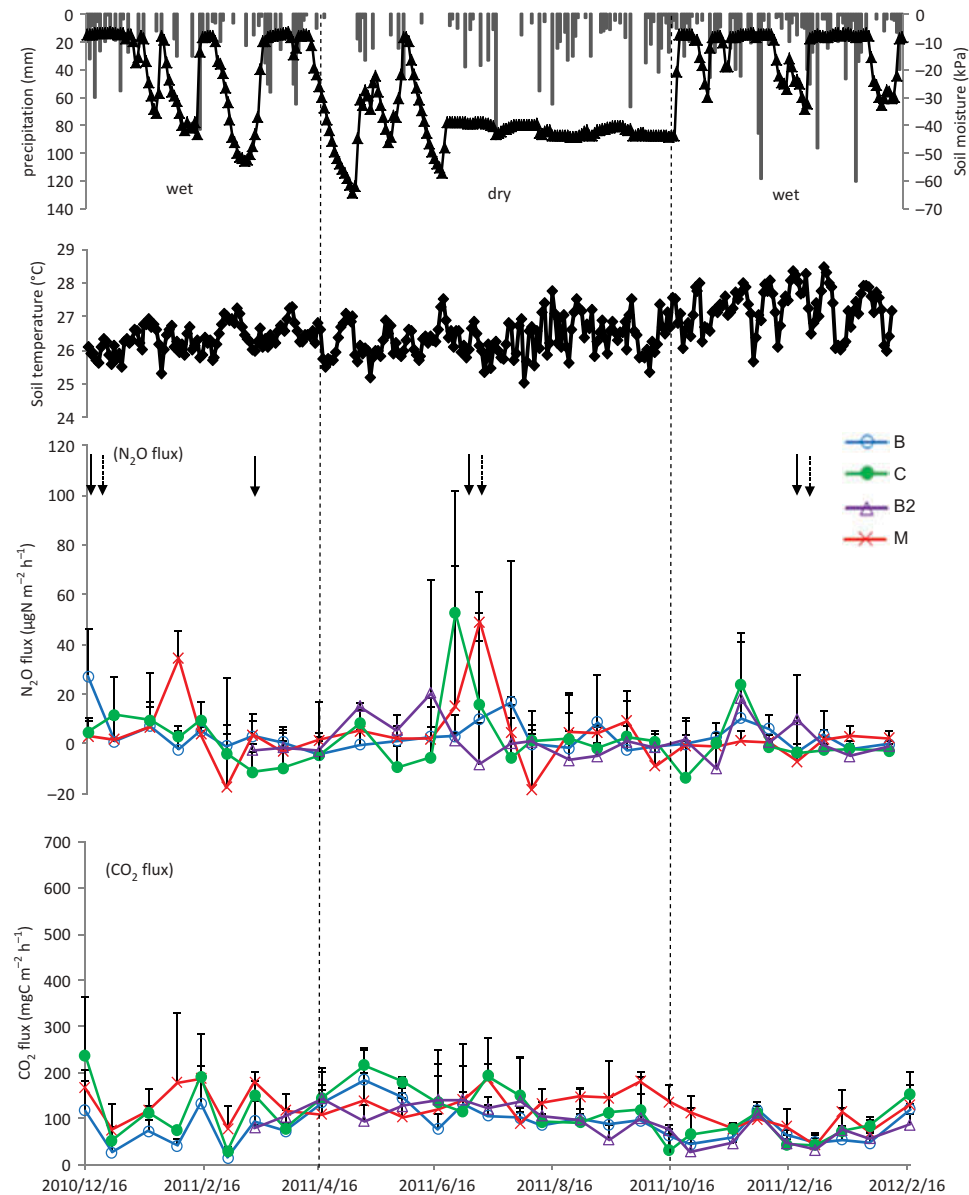 0
20
40
60
80
100
120
140
precipitation (mm)
0
−10
−20
−30
−40
−50
−60
−70
Soil moisture (kPa)
wet
dry
wet
29
28
27
26
25
24
Soil temperature (°C)
120
100
80
60
40
20
0
−20
N₂O flux (µgN m⁻² h⁻¹)
(N₂O flux)
B
C
B2
M
700
600
500
400
300
200
100
0
CO₂ flux (mgC m⁻² h⁻¹)
(CO₂ flux)
2010/12/16 2011/2/16 2011/4/16 2011/6/16 2011/8/16 2011/10/16 2011/12/16 2012/2/16